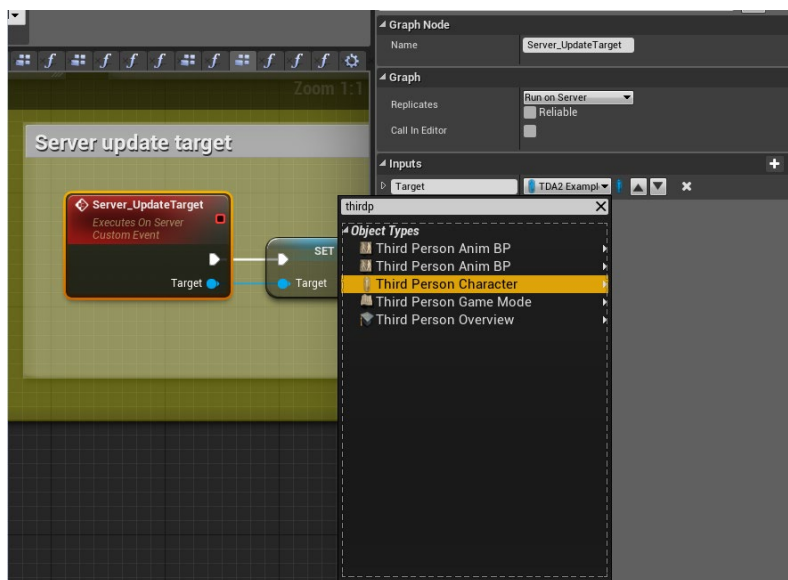 Graph Node
Name
Server_UpdateTarget
Zoom 1:1
Graph
Replicates
Run on Server
Reliable
Call In Editor
Server update target
Inputs
Target
TDA2 Exampl
Server_UpdateTarget
Executes On Server
Custom Event
Target
SET
Target
thirdp
Object Types
Third Person Anim BP
Third Person Anim BP
Third Person Character
Third Person Game Mode
Third Person Overview